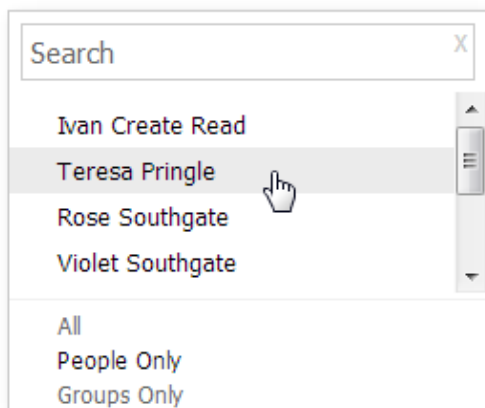 Search X
Ivan Create Read
Teresa Pringle
Rose Southgate
Violet Southgate
All
People Only
Groups Only